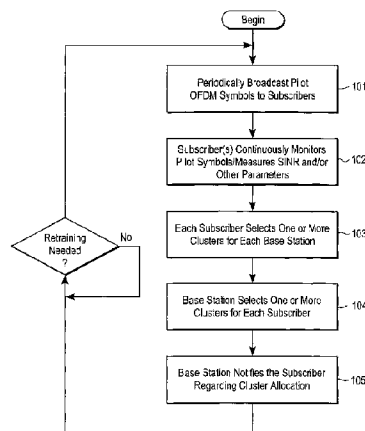 Begin
Periodically Broadcast Pilot
OFDM Symbols to Subscribers
101
Subscriber(s) Continuously Monitors
Pilot Symbols/Measures SINR and/or
Other Parameters
102
Each Subscriber Selects One or More
Clusters for Each Base Station
103
Base Station Selects One or More
Clusters for Each Subscriber
104
Base Station Notifies the Subscriber
Regarding Cluster Allocation
105
Retraining
Needed
?
No